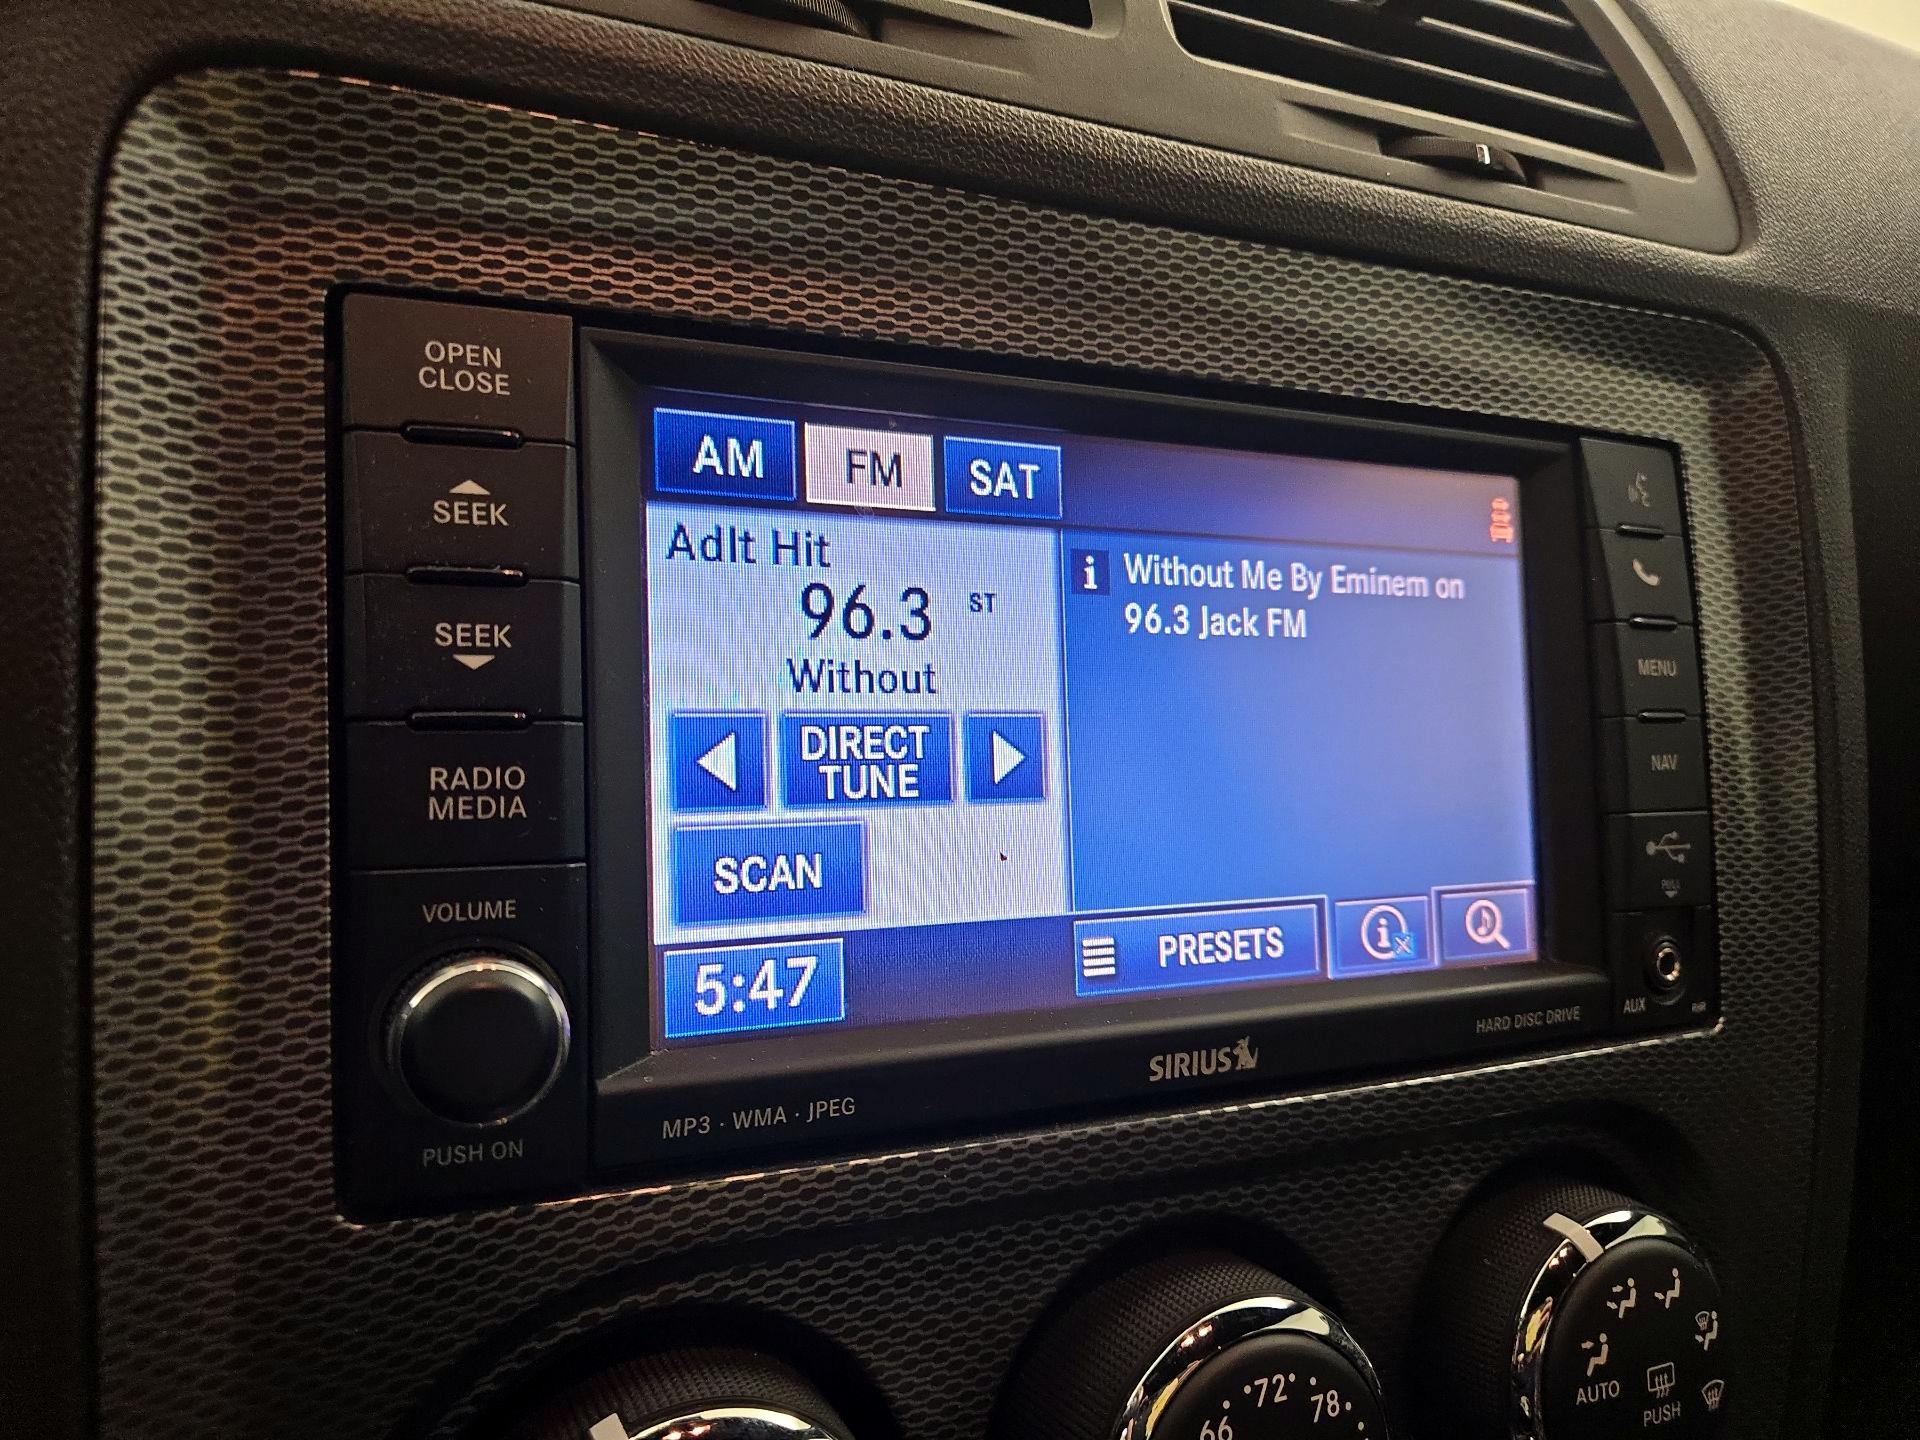 OPEN
CLOSE
SEEK
SEEK
RADIO
MEDIA
VOLUME
PUSH ON
AM
FM
SAT
Adlt Hit
96.3
ST
Without
DIRECT
TUNE
SCAN
5:47
Without Me By Eminem on
96.3 Jack FM
PRESETS
MENU
NAV
AUX
HARD DISC DRIVE
SIRIUS
MP3 · WMA · JPEG
66
72
78
AUTO
PUSH